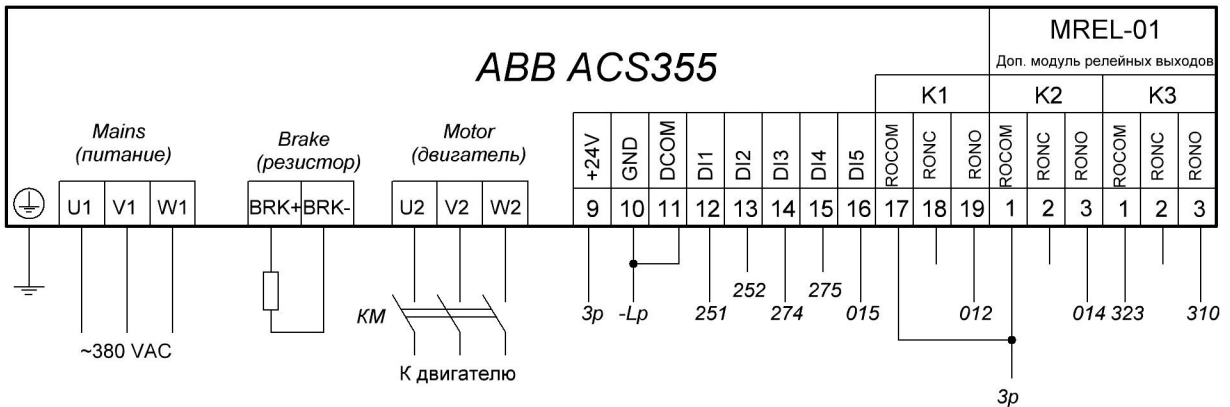 MREL-01
Доп. модуль релейных выходов
ABB ACS355
K1 K2 K3
Mains
(питание)
Brake
(резистор)
Motor
(двигатель)
+24V GND DCOM DI1 DI2 DI3 DI4 DI5 ROCOM RONC RONO ROCOM RONC RONO ROCOM RONC RONO
U1 V1 W1 BRK+ BRK- U2 V2 W2 9 10 11 12 13 14 15 16 17 18 19 1 2 3 1 2 3
252 275
КМ 3р -Lp 251 274 015 012 014 323 310
~380 VAC
К двигателю
3р